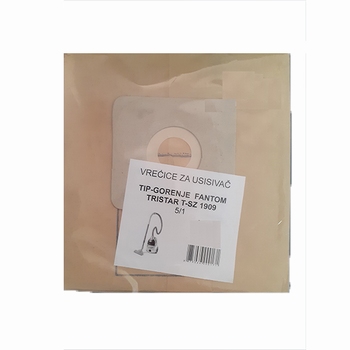 VREĆICE ZA USISIVAČ
TIP-GORENJE FANTOM
TRISTAR T-SZ 1909
5/1